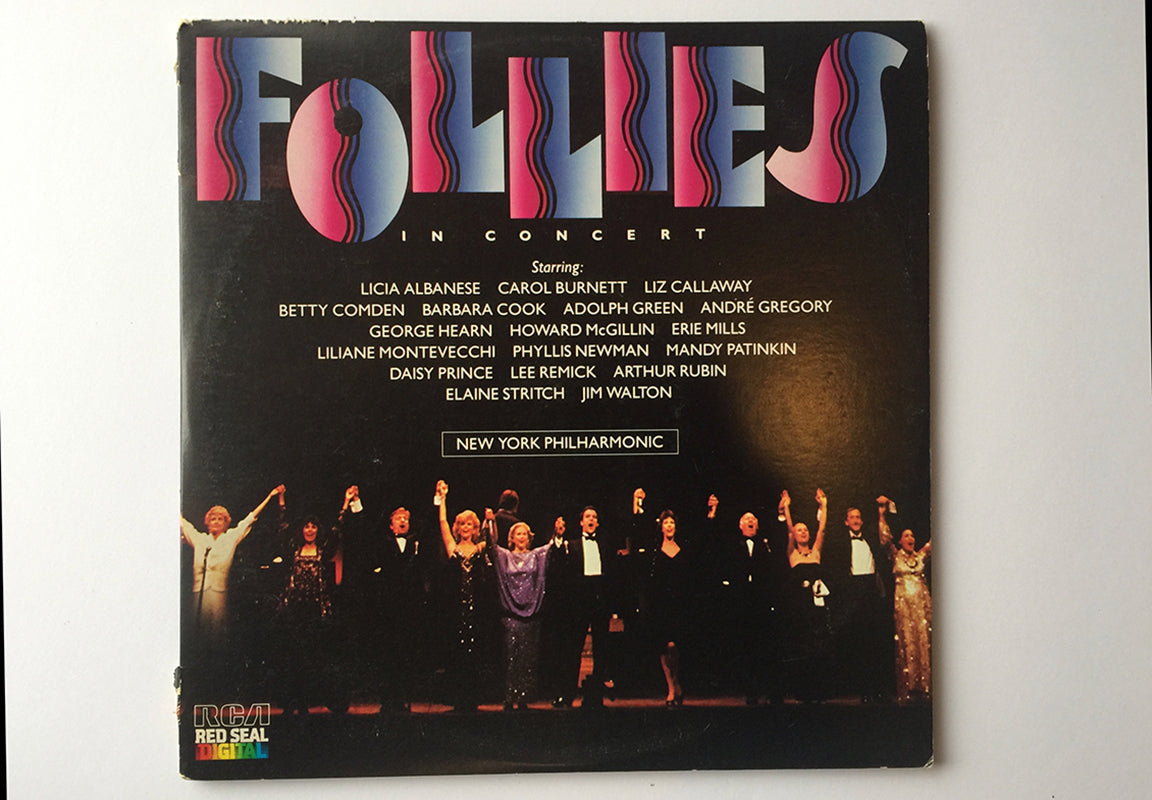 FOLLIES
IN CONCERT
Starring:
LICIA ALBANESE CAROL BURNETT LIZ CALLAWAY
BETTY COMDEN BARBARA COOK ADOLPH GREEN ANDRÉ GREGORY
GEORGE HEARN HOWARD McGILLIN ERIE MILLS
LILIANE MONTEVECCHI PHYLLIS NEWMAN MANDY PATINKIN
DAISY PRINCE LEE REMICK ARTHUR RUBIN
ELAINE STRITCH JIM WALTON
NEW YORK PHILHARMONIC
RCA
RED SEAL
DIGITAL